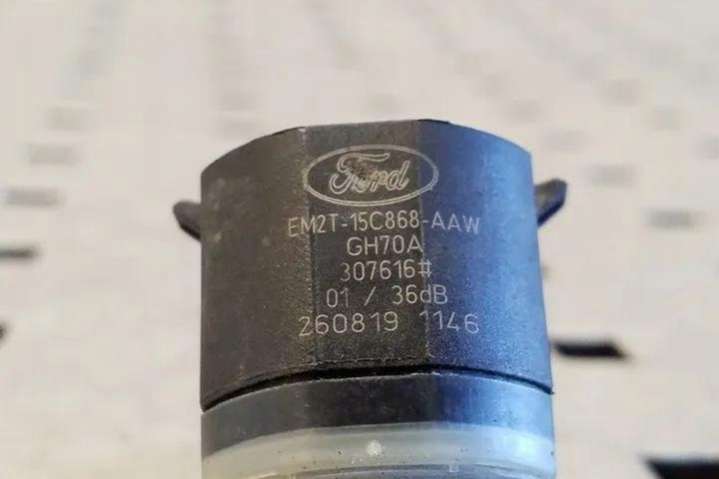 Ford
EM2T-15C868-AAW
GH70A
307616#
01 / 36dB
260819 1146